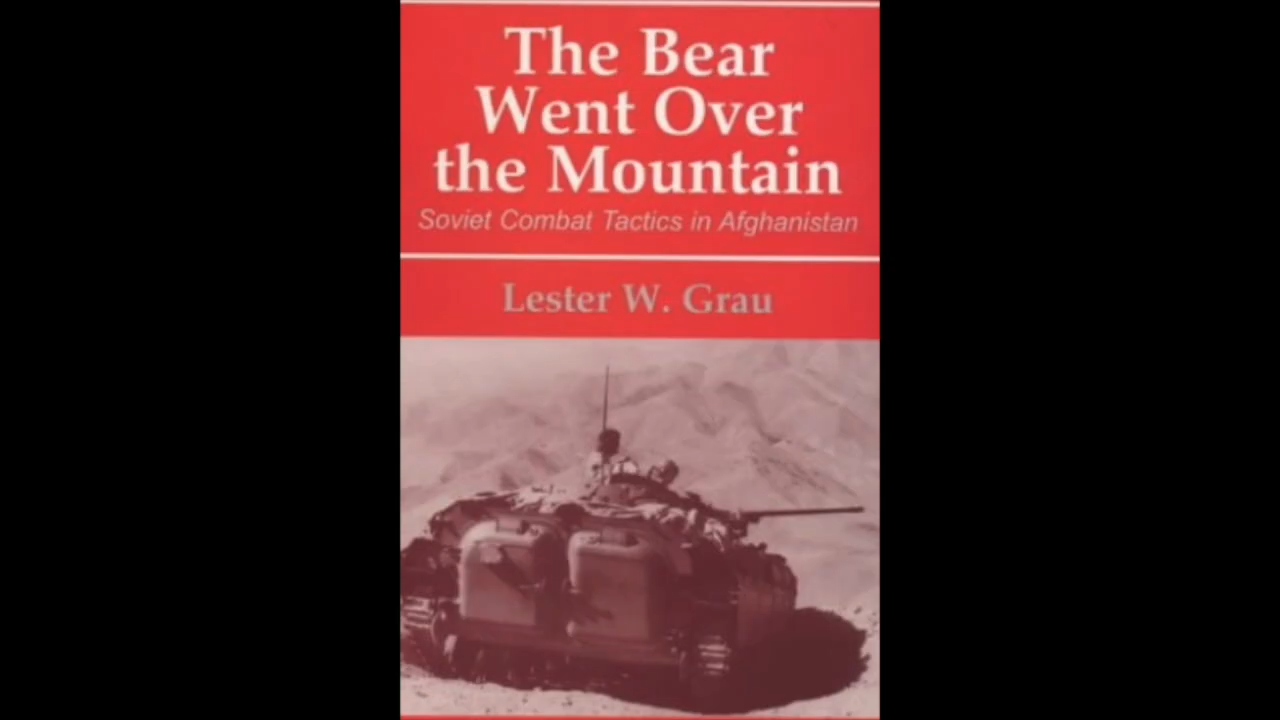 The Bear
Went Over
the Mountain
Soviet Combat Tactics in Afghanistan
Lester W. Grau